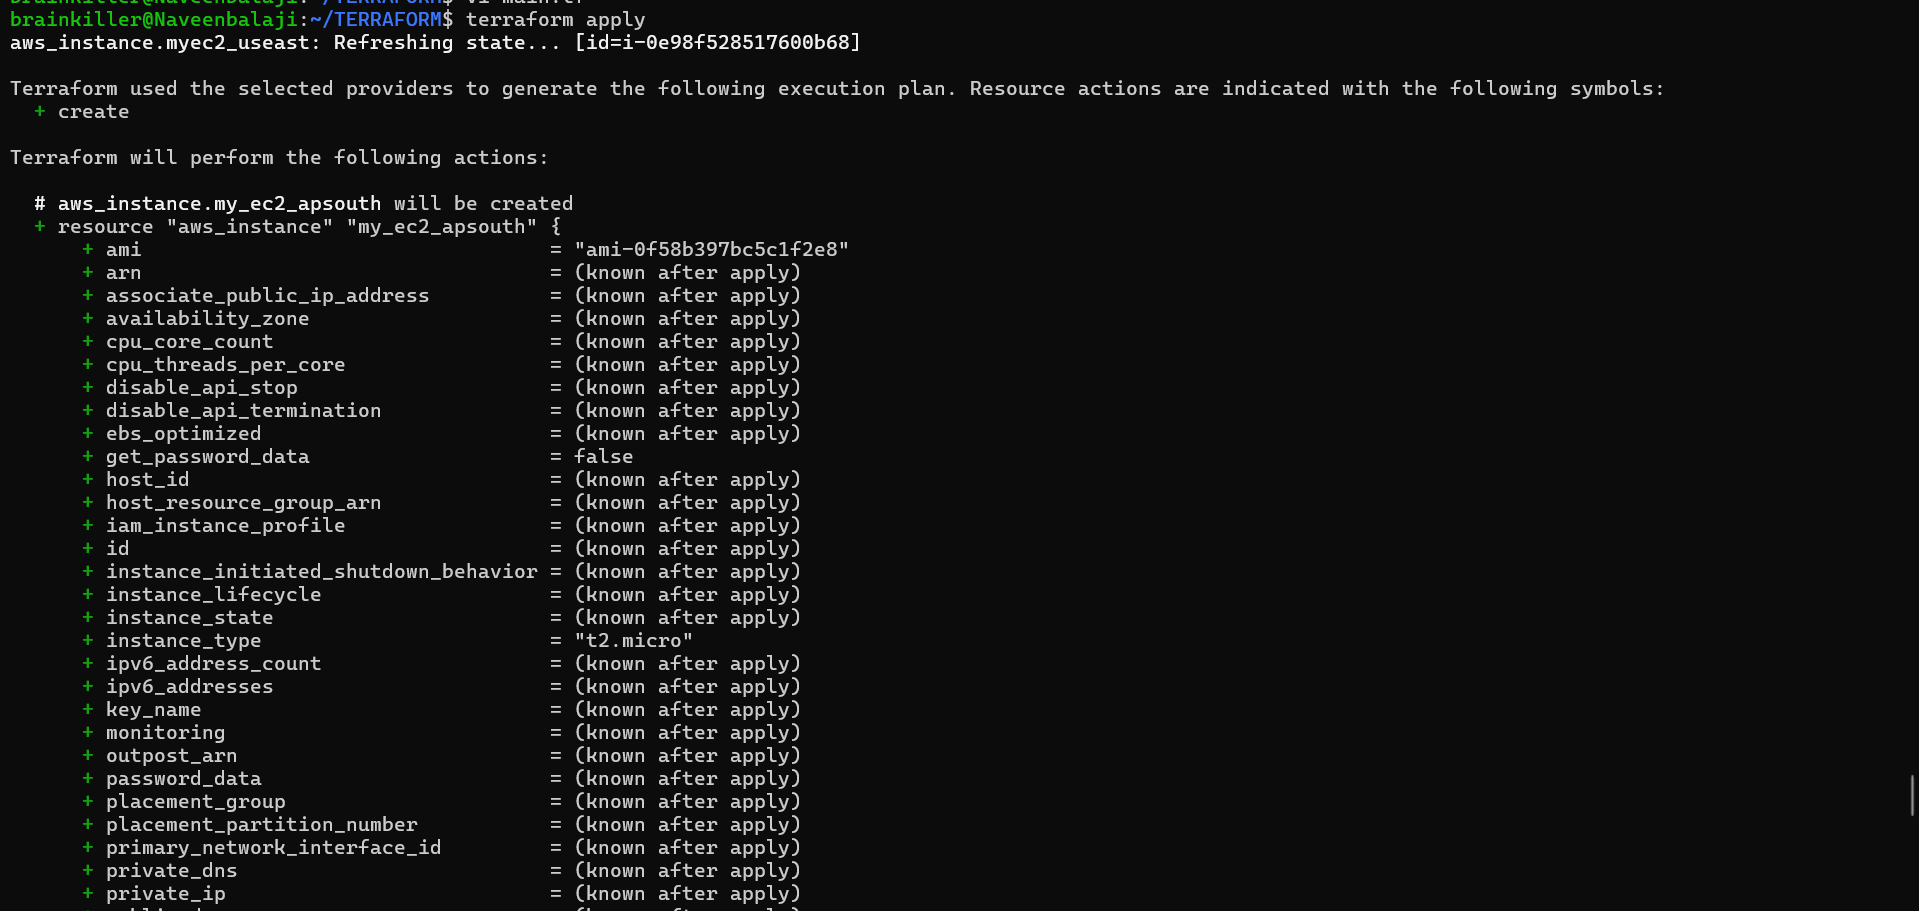 brainkiller@Naveenbalaji:~/TERRAFORM$ vi main.tf
brainkiller@Naveenbalaji:~/TERRAFORM$ terraform apply
aws_instance.myec2_useast: Refreshing state... [id=i-0e98f528517600b68]
Terraform used the selected providers to generate the following execution plan. Resource actions are indicated with the following symbols:
+ create
Terraform will perform the following actions:
# aws_instance.my_ec2_apsouth will be created
+ resource "aws_instance" "my_ec2_apsouth" {
+ ami = "ami-0f58b397bc5c1f2e8"
+ arn = (known after apply)
+ associate_public_ip_address = (known after apply)
+ availability_zone = (known after apply)
+ cpu_core_count = (known after apply)
+ cpu_threads_per_core = (known after apply)
+ disable_api_stop = (known after apply)
+ disable_api_termination = (known after apply)
+ ebs_optimized = (known after apply)
+ get_password_data = false
+ host_id = (known after apply)
+ host_resource_group_arn = (known after apply)
+ iam_instance_profile = (known after apply)
+ id = (known after apply)
+ instance_initiated_shutdown_behavior = (known after apply)
+ instance_lifecycle = (known after apply)
+ instance_state = (known after apply)
+ instance_type = "t2.micro"
+ ipv6_address_count = (known after apply)
+ ipv6_addresses = (known after apply)
+ key_name = (known after apply)
+ monitoring = (known after apply)
+ outpost_arn = (known after apply)
+ password_data = (known after apply)
+ placement_group = (known after apply)
+ placement_partition_number = (known after apply)
+ primary_network_interface_id = (known after apply)
+ private_dns = (known after apply)
+ private_ip = (known after apply)